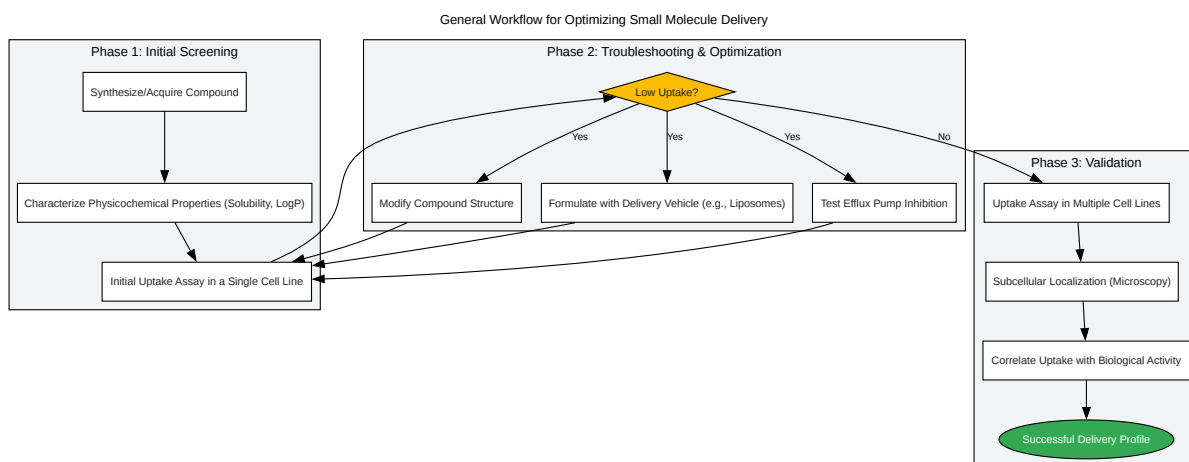 General Workflow for Optimizing Small Molecule Delivery
Phase 1: Initial Screening
Synthesize/Acquire Compound
Characterize Physicochemical Properties (Solubility, LogP)
Initial Uptake Assay in a Single Cell Line
Phase 2: Troubleshooting & Optimization
Low Uptake?
Yes
Yes
Yes
No
Modify Compound Structure
Formulate with Delivery Vehicle (e.g., Liposomes)
Test Efflux Pump Inhibition
Phase 3: Validation
Uptake Assay in Multiple Cell Lines
Subcellular Localization (Microscopy)
Correlate Uptake with Biological Activity
Successful Delivery Profile